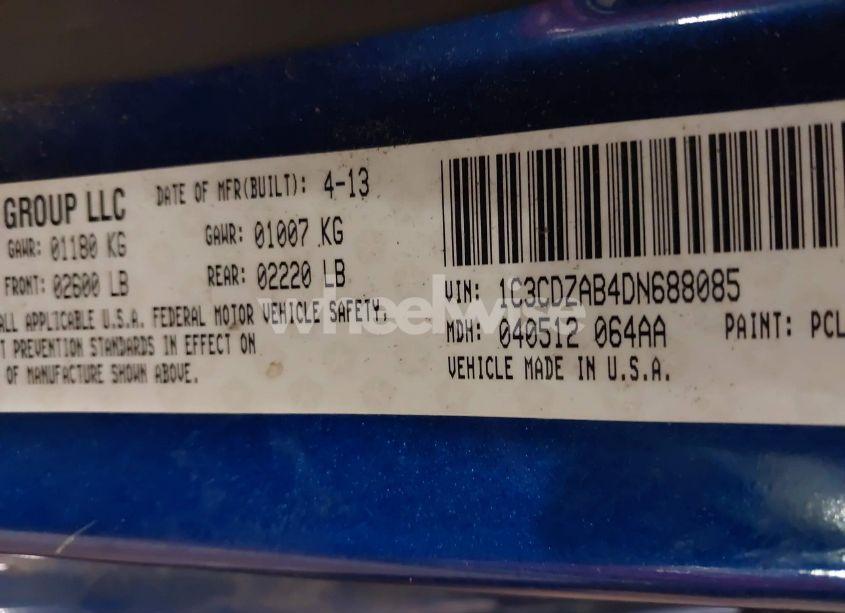 GROUP LLC
DATE OF MFR(BUILT): 4-13
GAWR: 01180 KG
GAWR: 01007 KG
FRONT: 02600 LB
REAR: 02220 LB
ALL APPLICABLE U.S.A. FEDERAL MOTOR VEHICLE SAFETY,
T PREVENTION STANDARDS IN EFFECT ON
OF MANUFACTURE SHOWN ABOVE.
VIN: 1C3CDZAB4DN688085
MDH: 040512 064AA
PAINT: PCL
VEHICLE MADE IN U.S.A.
wheelwise